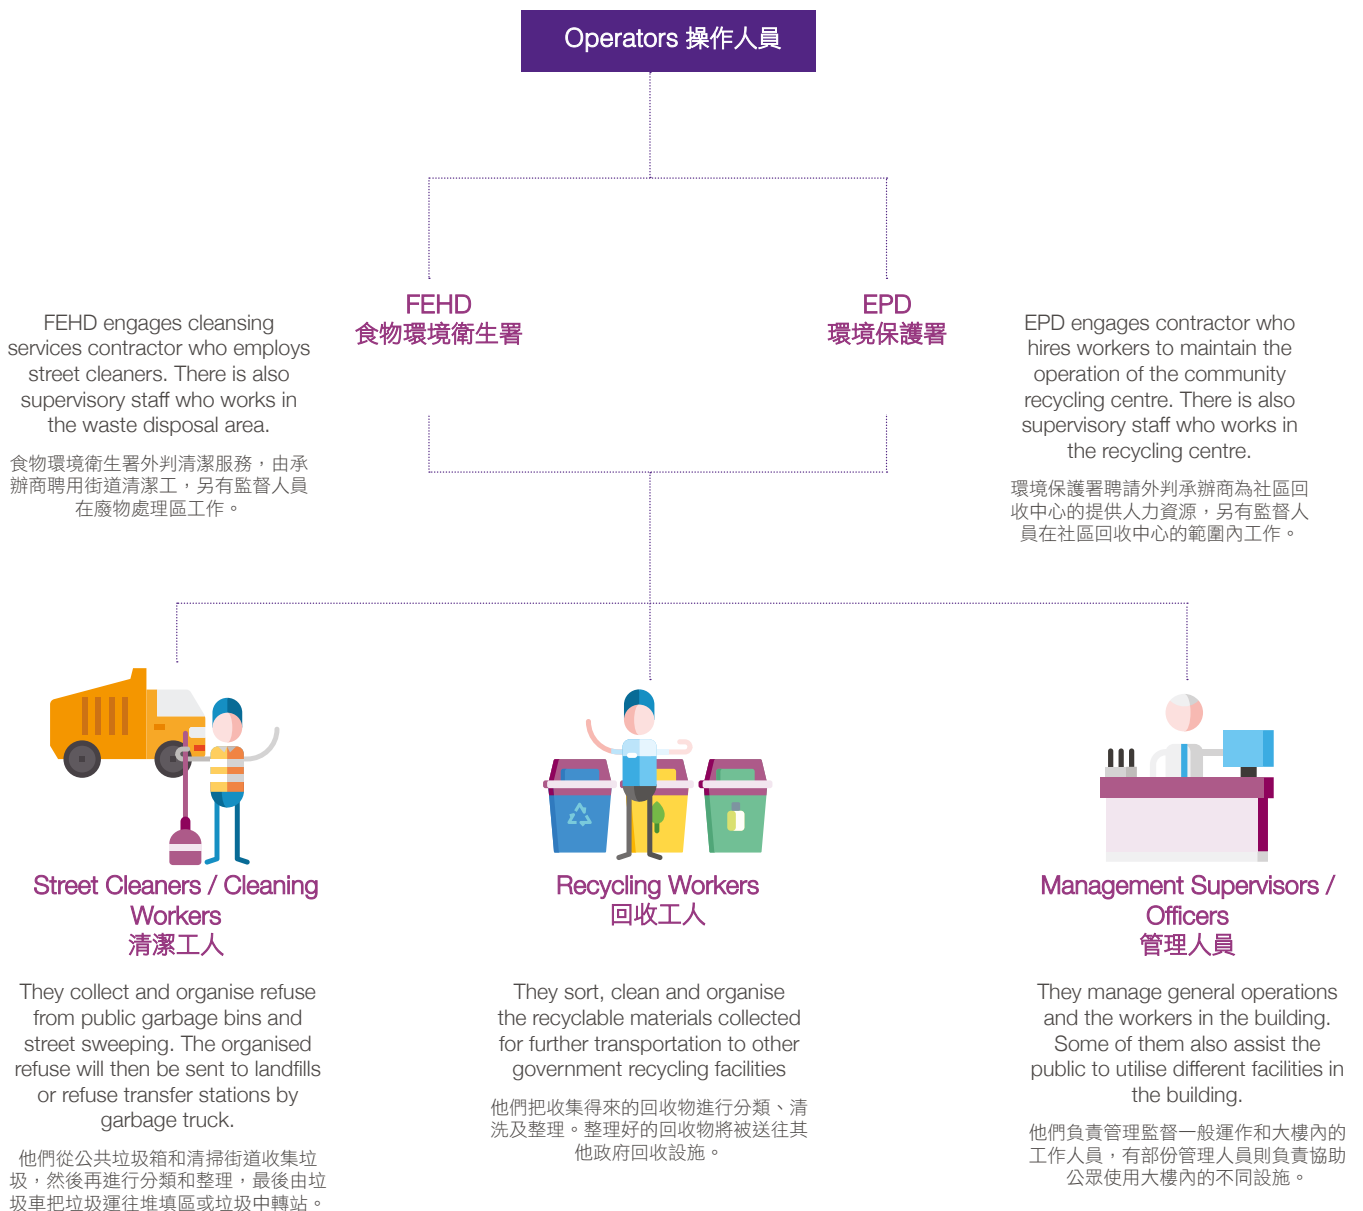 Operators 操作人員
FEHD
食物環境衛生署
EPD
環境保護署
FEHD engages cleansing
services contractor who employs
street cleaners. There is also
supervisory staff who works in
the waste disposal area.
食物環境衛生署外判清潔服務，由承
辦商聘用街道清潔工，另有監督人員
在廢物處理區工作。
EPD engages contractor who
hires workers to maintain the
operation of the community
recycling centre. There is also
supervisory staff who works in
the recycling centre.
環境保護署聘請外判承辦商為社區回
收中心的提供人力資源，另有監督人
員在社區回收中心的範圍內工作。
Street Cleaners / Cleaning
Workers
清潔工人
They collect and organise refuse
from public garbage bins and
street sweeping. The organised
refuse will then be sent to landfills
or refuse transfer stations by
garbage truck.
他們從公共垃圾箱和清掃街道收集垃
圾，然後再進行分類和整理，最後由垃
圾車把垃圾運往堆填區或垃圾中轉站。
Recycling Workers
回收工人
They sort, clean and organise
the recyclable materials collected
for further transportation to other
government recycling facilities
他們把收集得來的回收物進行分類、清
洗及整理。整理好的回收物將被送往其
他政府回收設施。
Management Supervisors /
Officers
管理人員
They manage general operations
and the workers in the building.
Some of them also assist the
public to utilise different facilities in
the building.
他們負責管理監督一般運作和大樓內的
工作人員，有部份管理人員則負責協助
公眾使用大樓內的不同設施。